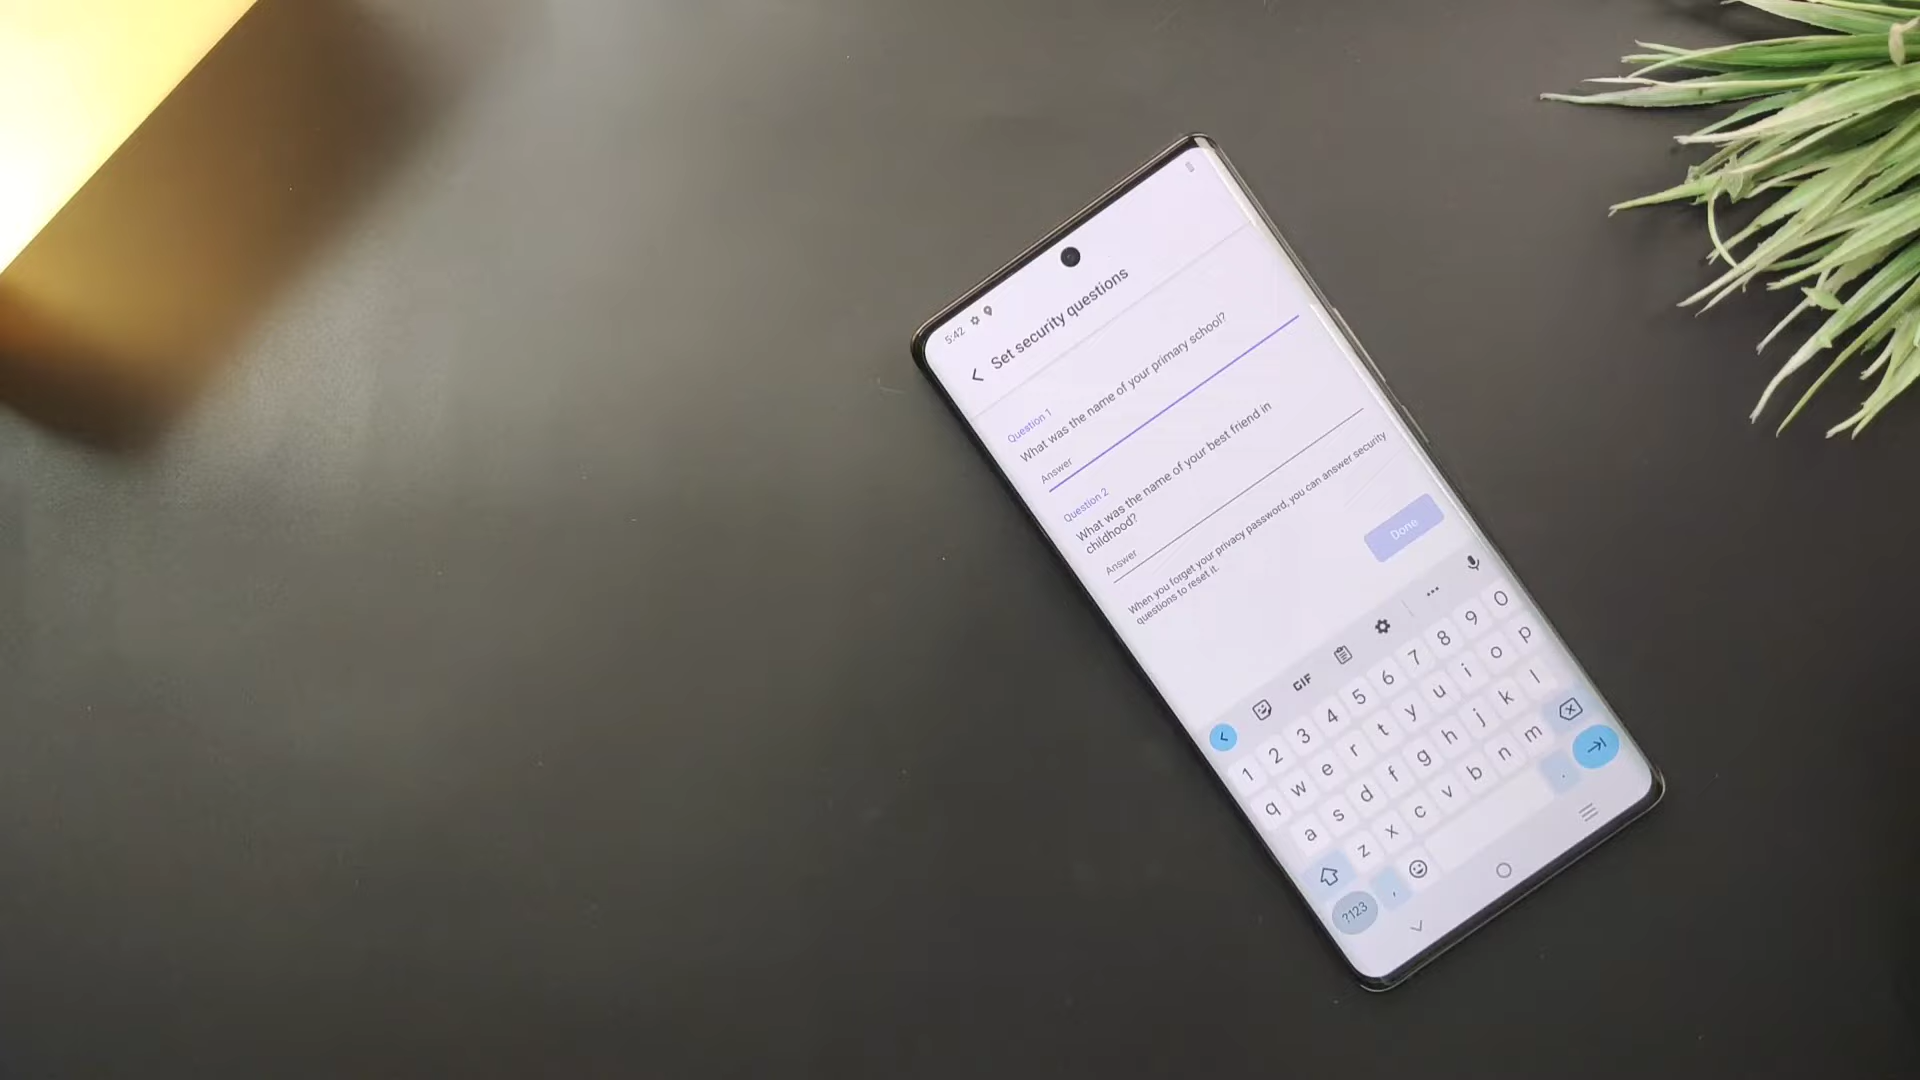 5:42
Set security questions
Question 1
What was the name of your primary school?
Answer
Question 2
What was the name of your best friend in
childhood?
Answer
When you forget your privacy password, you can answer security
questions to reset it.
Done
GIF
1 2 3 4 5 6 7 8 9 0
q w e r t y u i o p
a s d f g h j k l
z x c v b n m
?123 , .